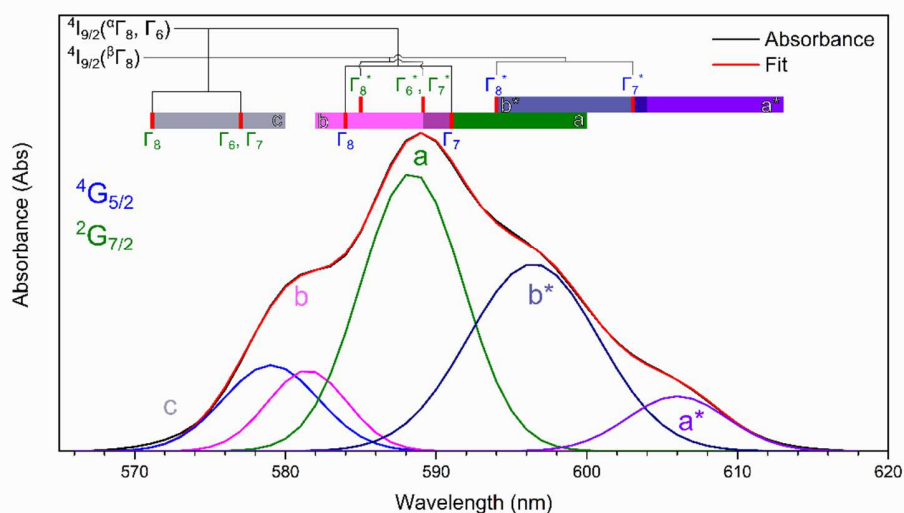 ⁴I₉/₂(ᵅΓ₈, Γ₆)
⁴I₉/₂(ᵝΓ₈)
Absorbance
Fit
Γ₈* Γ₆*, Γ₇* Γ₈* Γ₇*
b* a*
c b a
Γ₈ Γ₆, Γ₇ Γ₈ Γ₇
a
⁴G₅/₂
²G₇/₂
b
b*
c
a*
570 580 590 600 610 620
Wavelength (nm)
Absorbance (Abs)